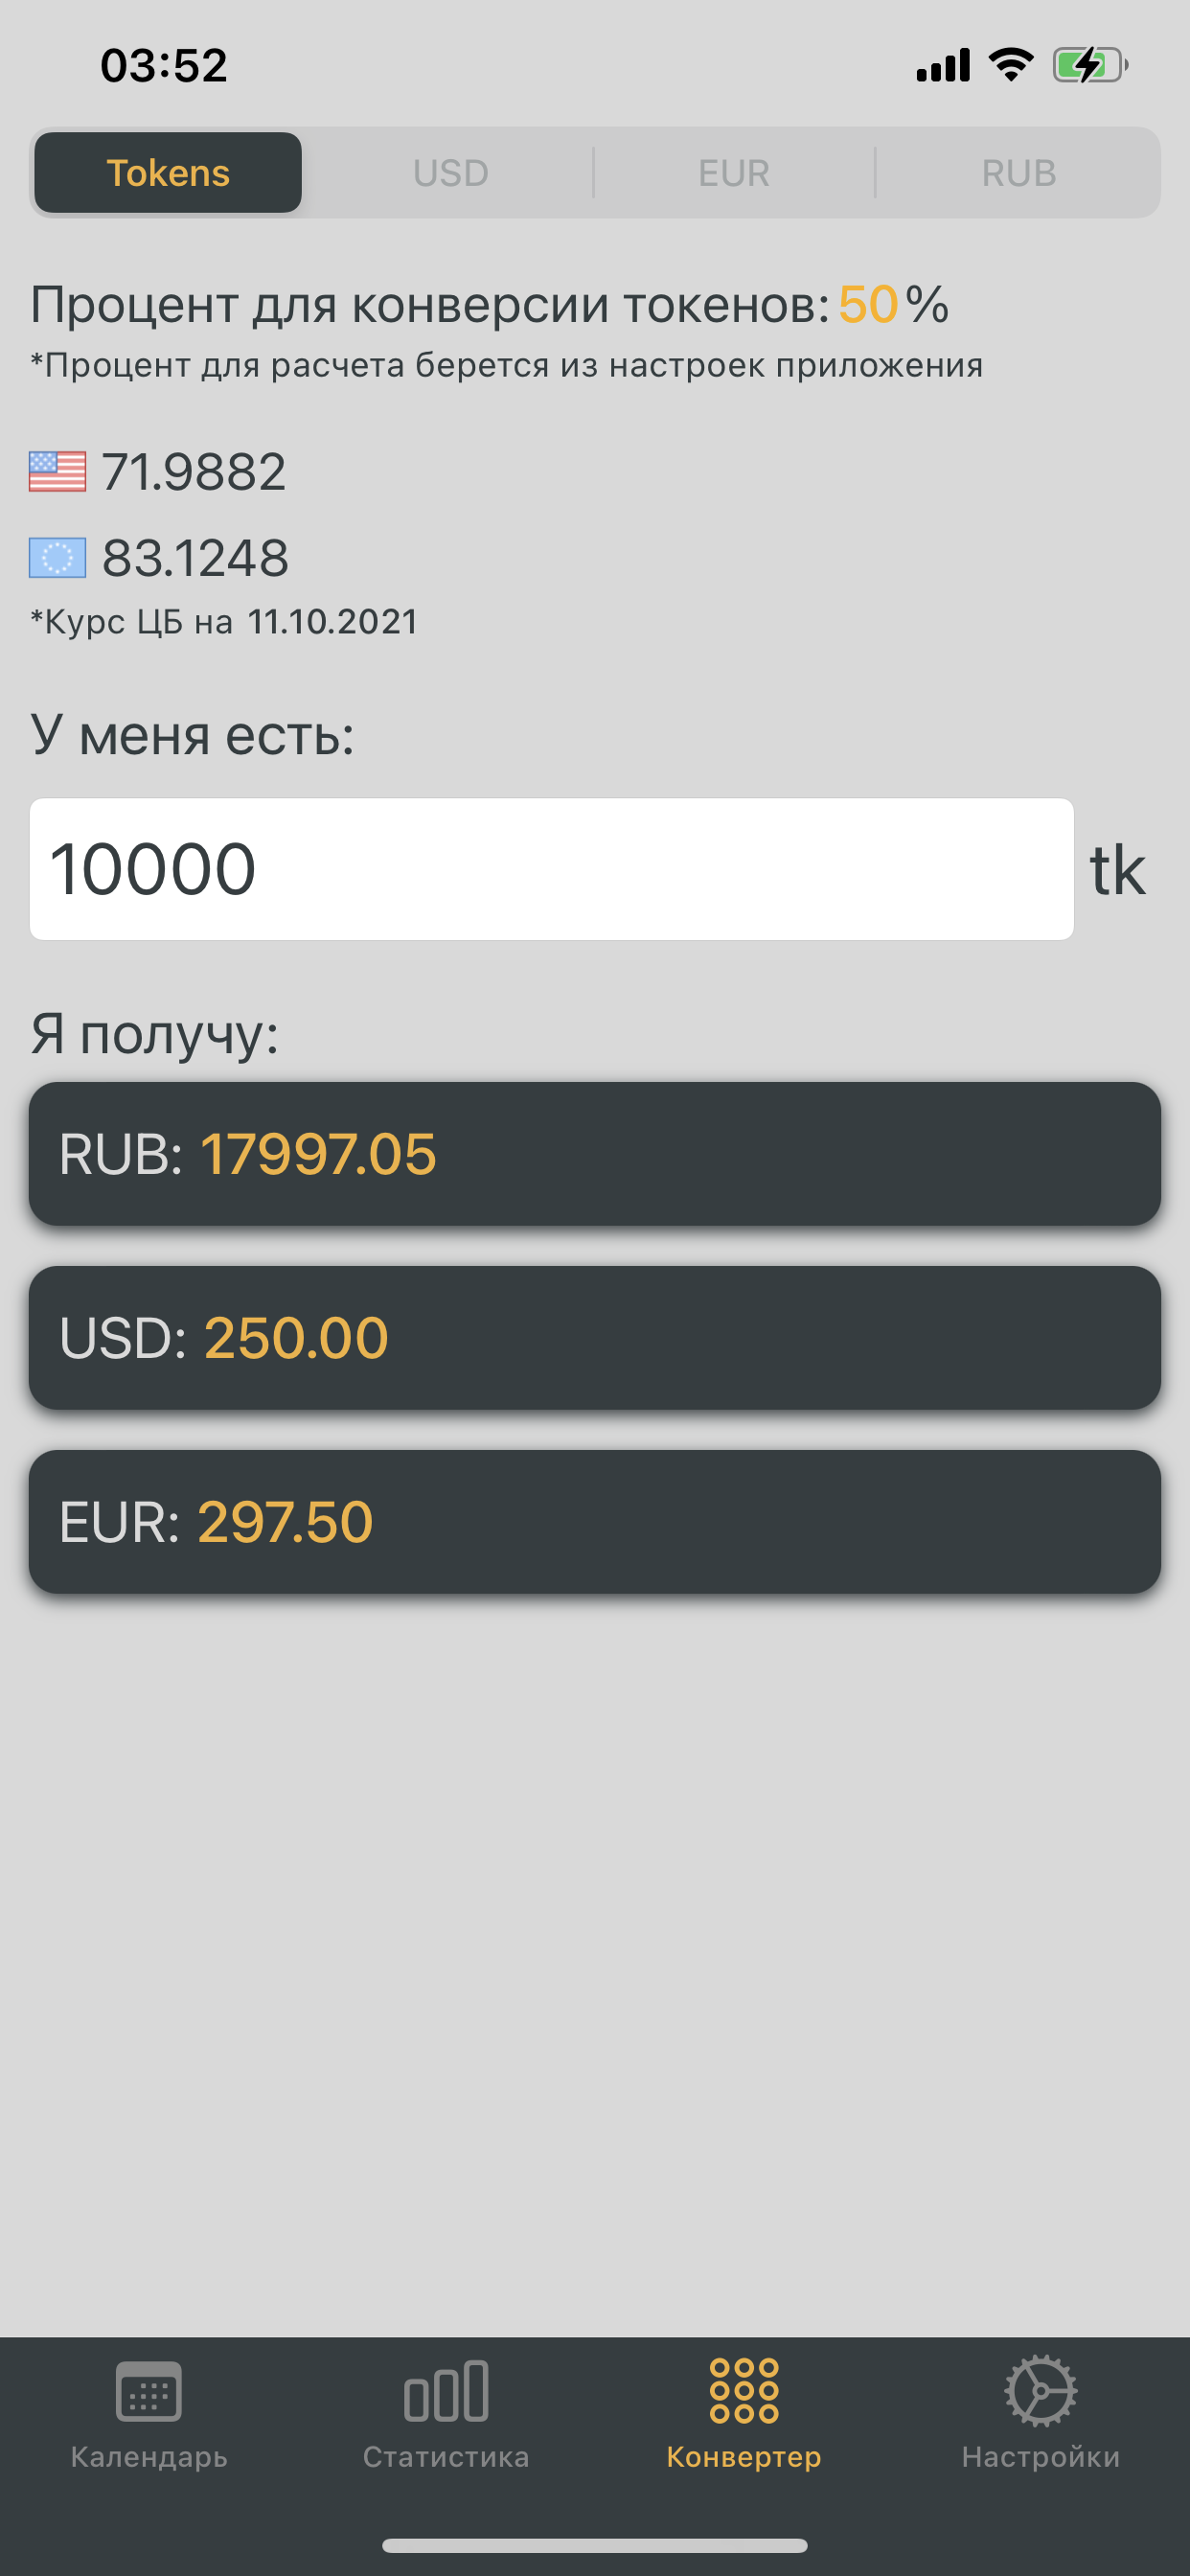 03:52
Tokens USD EUR RUB
Процент для конверсии токенов: 50 %
*Процент для расчета берется из настроек приложения
71.9882
83.1248
*Курс ЦБ на 11.10.2021
У меня есть:
10000 tk
Я получу:
RUB: 17997.05
USD: 250.00
EUR: 297.50
Календарь Статистика Конвертер Настройки